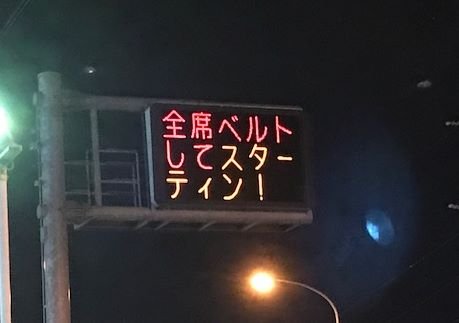 全席ベルト
してスター
ティン！